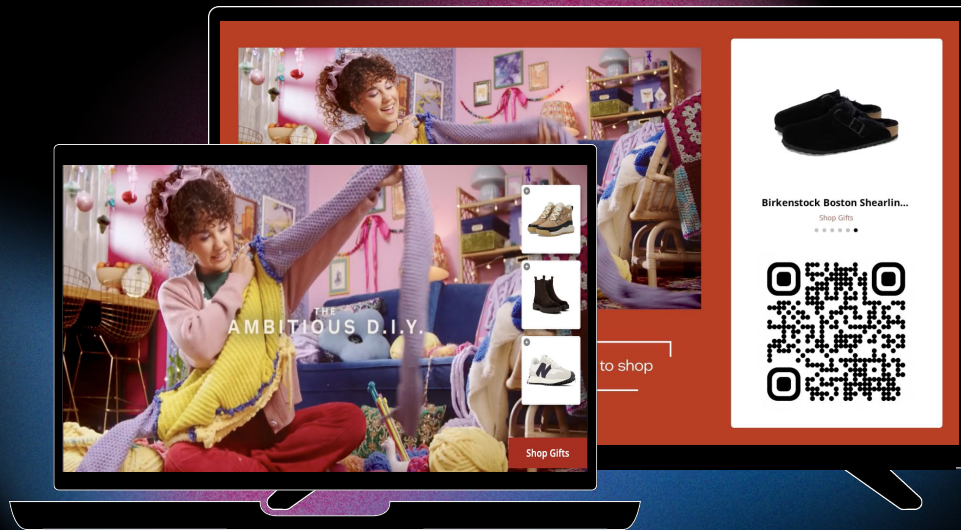 THE
AMBITIOUS D.I.Y.
Shop Gifts
to shop
Birkenstock Boston Shearlin...
Shop Gifts